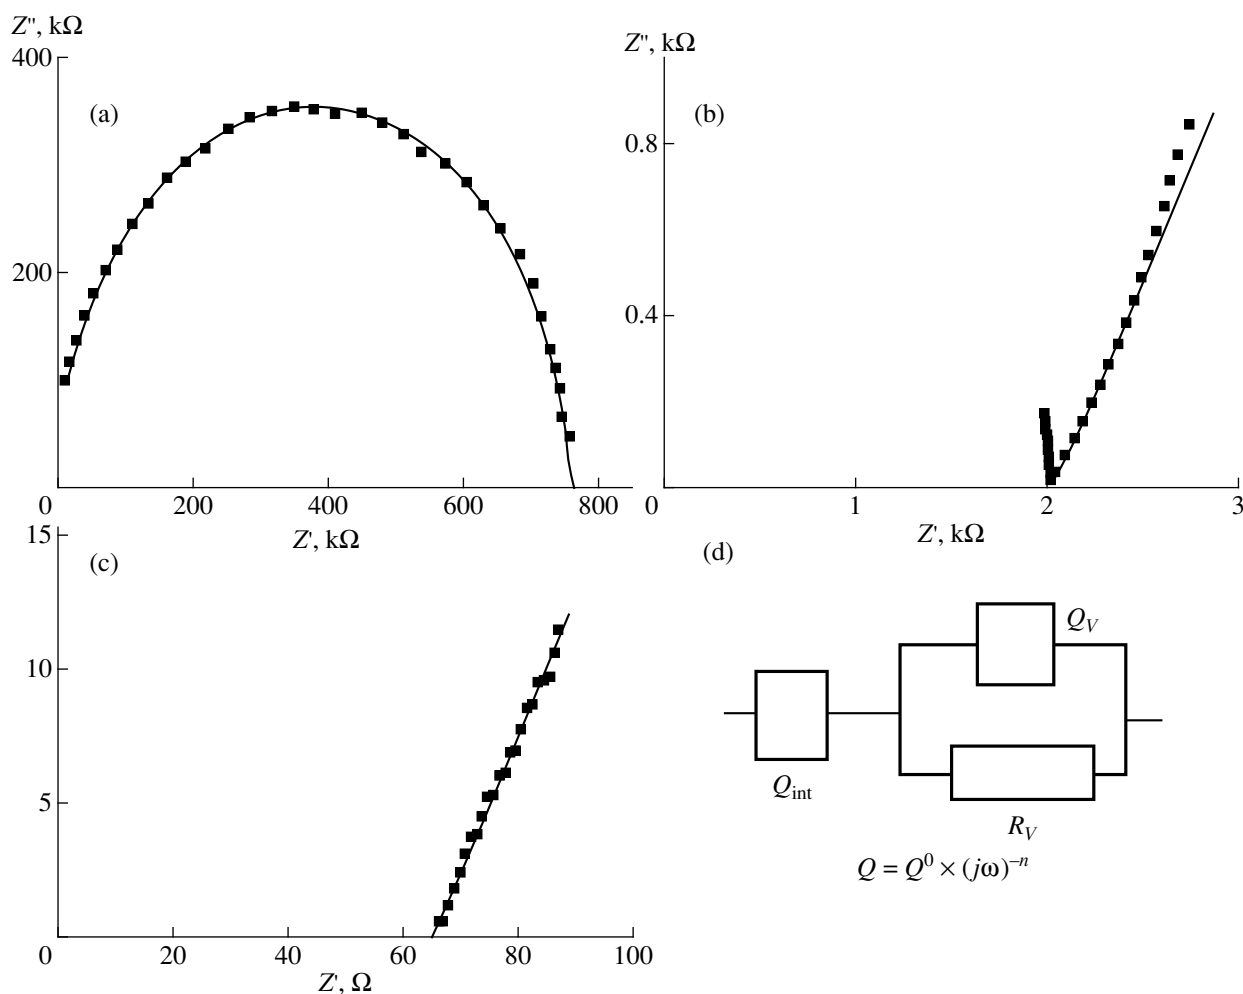 Z'', kΩ
400
(a)
200
0
200
400
600
800
Z', kΩ
Z'', kΩ
(b)
0.8
0.4
0
1
2
3
Z', kΩ
15
(c)
10
5
0
20
40
60
80
100
Z', Ω
(d)
Q_V
Q_int
R_V
Q = Q^0 × (jω)^–n